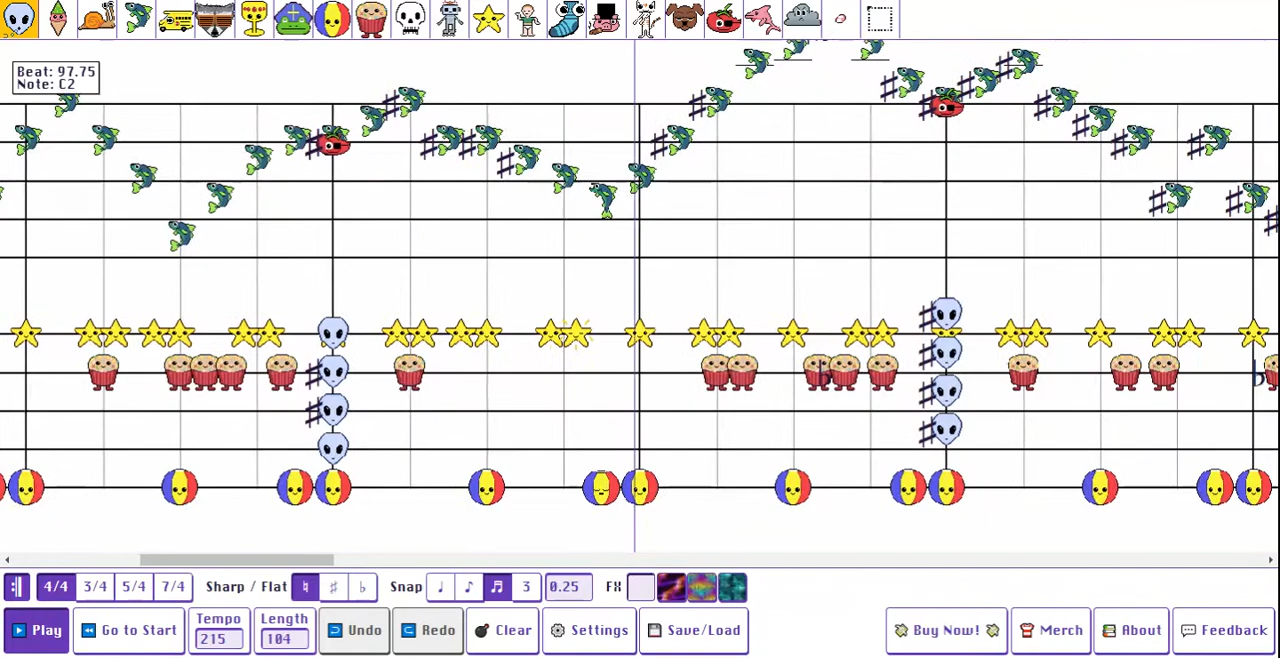 Beat: 97.75
Note: C2
4/4 3/4 5/4 7/4 Sharp / Flat ♮ ♯ ♭ Snap ♩ ♪ ♬ 3 0.25 FX
Play Go to Start Tempo 215 Length 104 Undo Redo Clear Settings Save/Load Buy Now! Merch About Feedback